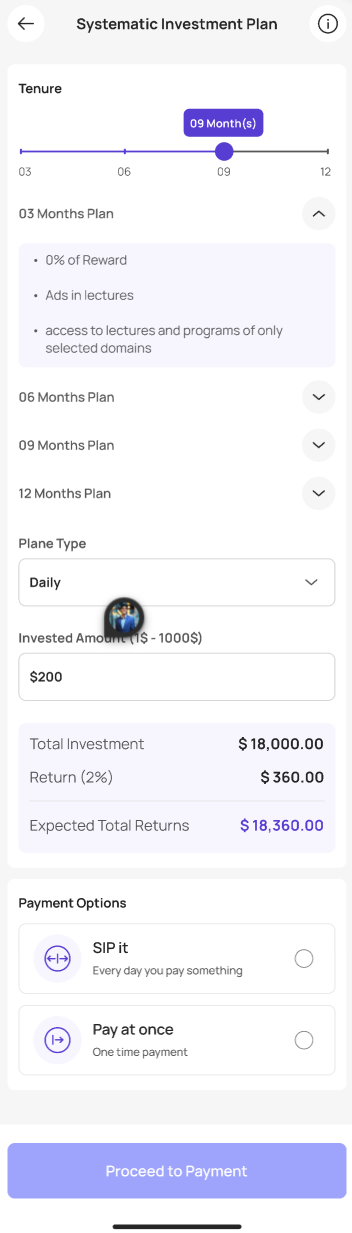 Systematic Investment Plan
Tenure
09 Month(s)
03 06 09 12
03 Months Plan
• 0% of Reward
• Ads in lectures
• access to lectures and programs of only
selected domains
06 Months Plan
09 Months Plan
12 Months Plan
Plane Type
Daily
Invested Amount (1$ - 1000$)
$200
Total Investment $ 18,000.00
Return (2%) $ 360.00
Expected Total Returns $ 18,360.00
Payment Options
SIP it
Every day you pay something
Pay at once
One time payment
Proceed to Payment